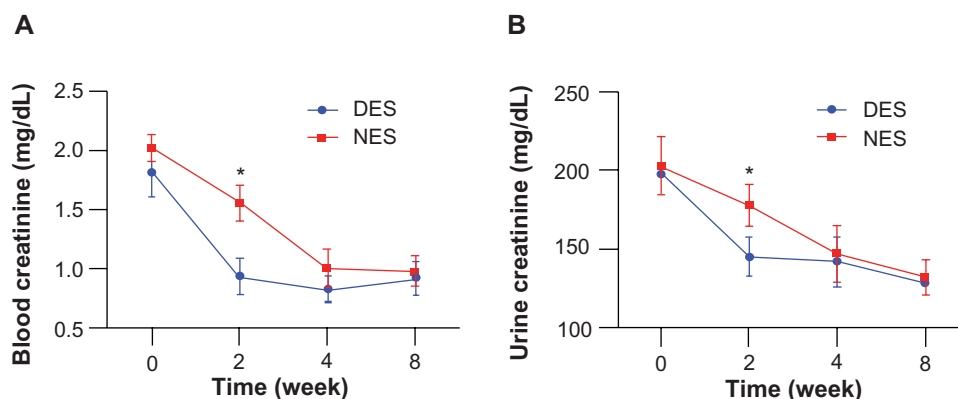 A
Blood creatinine (mg/dL)
2.5
2.0
1.5
1.0
0.5
DES
NES
*
0 2 4 8
Time (week)
B
Urine creatinine (mg/dL)
250
200
150
100
DES
NES
*
0 2 4 8
Time (week)